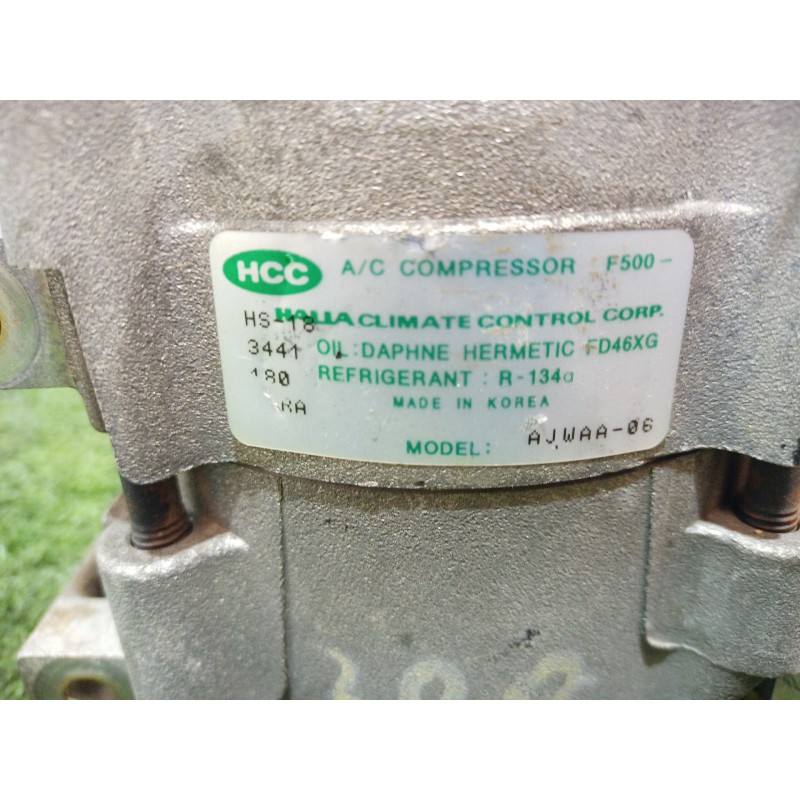 HCC A/C COMPRESSOR F500-
HS-18 HALLA CLIMATE CONTROL CORP.
3441 OIL: DAPHNE HERMETIC FD46XG
180 REFRIGERANT : R-134a
RA MADE IN KOREA
MODEL: AJWAA-06